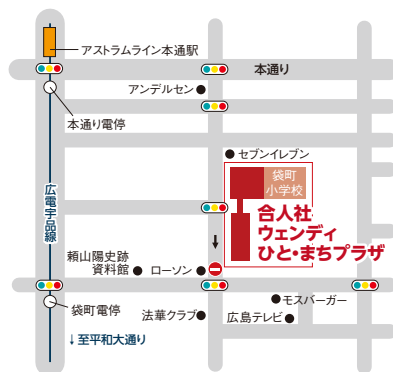 アストラムライン本通駅
本通り
アンデルセン
本通り電停
セブンイレブン
袋町
小学校
広電宇品線
合人社
ウェンディ
ひと・まちプラザ
頼山陽史跡
資料館
ローソン
モスバーガー
袋町電停
法華クラブ
広島テレビ
↓至平和大通り